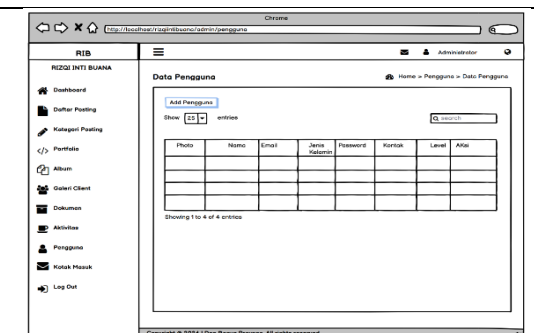 Chrome
http://localhost/rizqiintibuana/admin/pengguna
RIB
Administrator
RIZQI INTI BUANA
Dashboard
Daftar Posting
Kategori Posting
Portfolio
Album
Galeri Client
Dokumen
Aktivitas
Pengguna
Kotak Masuk
Log Out
Data Pengguna
Home > Pengguna > Data Pengguna
Add Pengguna
Show 25 entries
search
Photo Nama Email Jenis Kelamin Password Kontak Level AKsi
Showing 1 to 4 of 4 entries